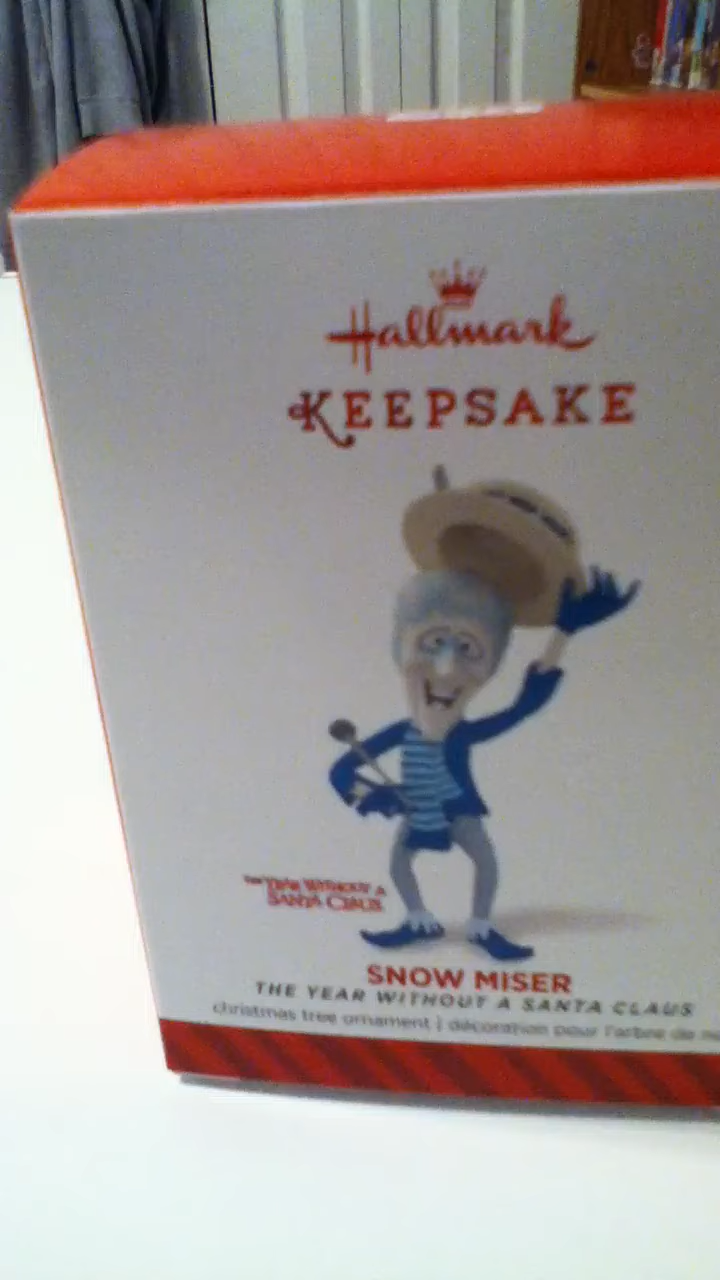 Hallmark
KEEPSAKE
THE YEAR WITHOUT A
SANTA CLAUS
SNOW MISER
THE YEAR WITHOUT A SANTA CLAUS
christmas tree ornament | décoration pour l'arbre de